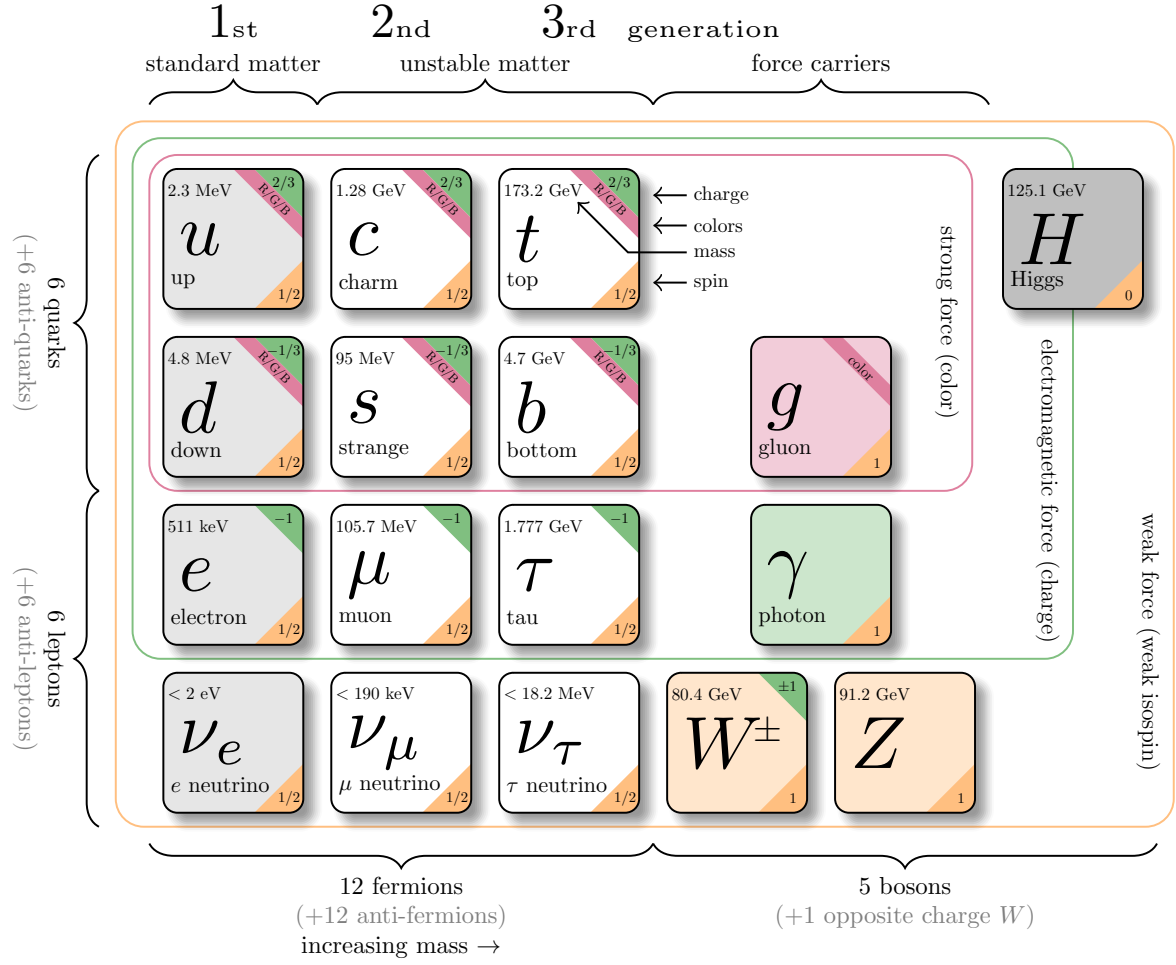 1st 2nd 3rd generation
standard matter unstable matter force carriers
6 quarks
(+6 anti-quarks)
6 leptons
(+6 anti-leptons)
2.3 MeV
2/3
R/G/B
u
up
1/2
1.28 GeV
2/3
R/G/B
c
charm
1/2
173.2 GeV
2/3
R/G/B
t
top
1/2
charge
colors
mass
spin
125.1 GeV
H
Higgs
0
4.8 MeV
−1/3
R/G/B
d
down
1/2
95 MeV
−1/3
R/G/B
s
strange
1/2
4.7 GeV
−1/3
R/G/B
b
bottom
1/2
color
g
gluon
1
strong force (color)
electromagnetic force (charge)
weak force (weak isospin)
511 keV
−1
e
electron
1/2
105.7 MeV
−1
μ
muon
1/2
1.777 GeV
−1
τ
tau
1/2
γ
photon
1
< 2 eV
νe
e neutrino
1/2
< 190 keV
νμ
μ neutrino
1/2
< 18.2 MeV
ντ
τ neutrino
1/2
80.4 GeV
±1
W±
1
91.2 GeV
Z
1
12 fermions
(+12 anti-fermions)
increasing mass →
5 bosons
(+1 opposite charge W)